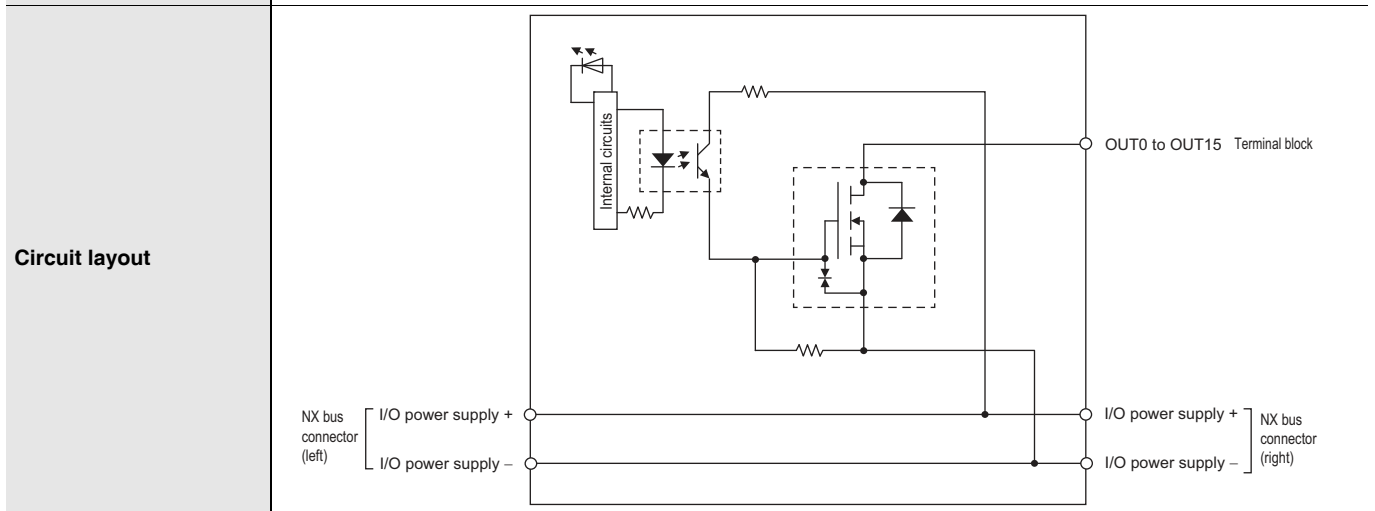 Circuit layout
Internal circuits
OUT0 to OUT15 Terminal block
NX bus
connector
(left)
I/O power supply +
I/O power supply –
I/O power supply +
I/O power supply –
NX bus
connector
(right)